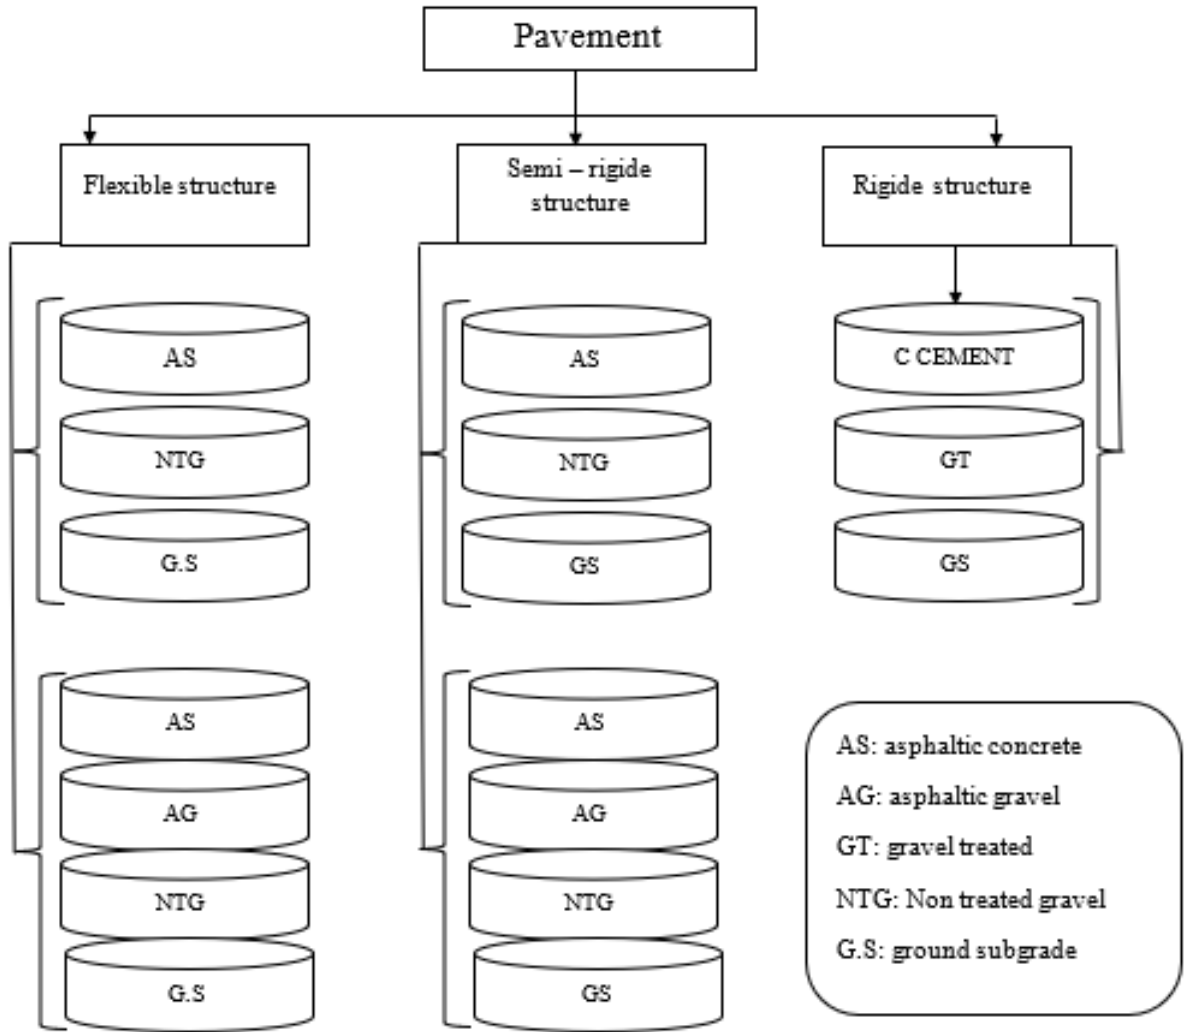 Pavement
Flexible structure
Semi – rigide
structure
Rigide structure
AS
NTG
G.S
AS
AG
NTG
G.S
AS
NTG
GS
AS
AG
NTG
GS
C CEMENT
GT
GS
AS: asphaltic concrete
AG: asphaltic gravel
GT: gravel treated
NTG: Non treated gravel
G.S: ground subgrade